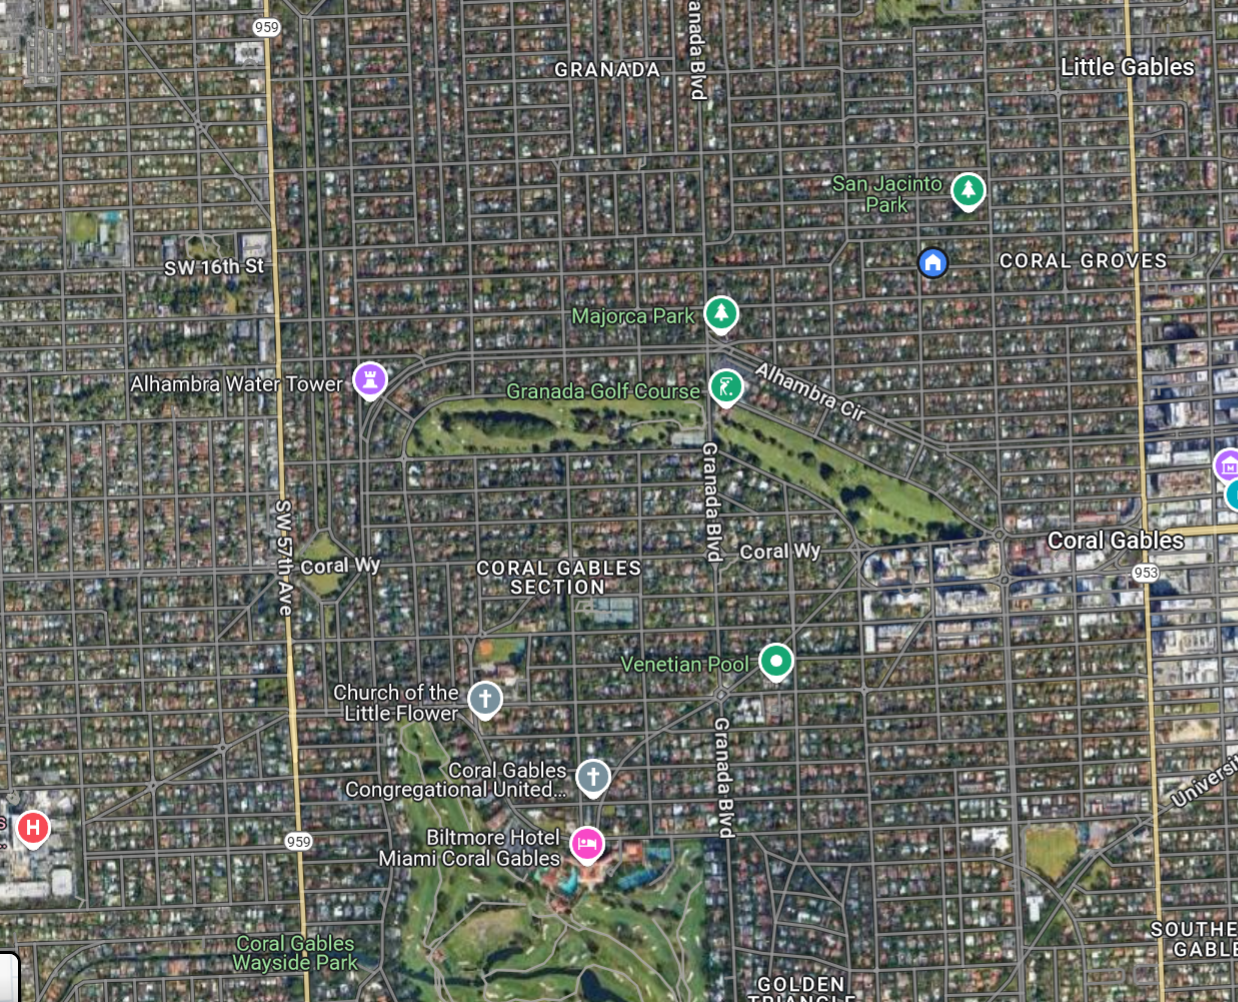 959
GRANADA
anada Blvd
Little Gables
San Jacinto
Park
SW 16th St
CORAL GROVES
Majorca Park
Alhambra Water Tower
Granada Golf Course
Alhambra Cir
Granada Blvd
SW 57th Ave
Coral Wy
Coral Wy
Coral Gables
CORAL GABLES
SECTION
953
Venetian Pool
Church of the
Little Flower
Granada Blvd
Coral Gables
Congregational United...
Universit
H
959
Biltmore Hotel
Miami Coral Gables
Coral Gables
Wayside Park
SOUTHE
GABLE
GOLDEN
TRIANGLE